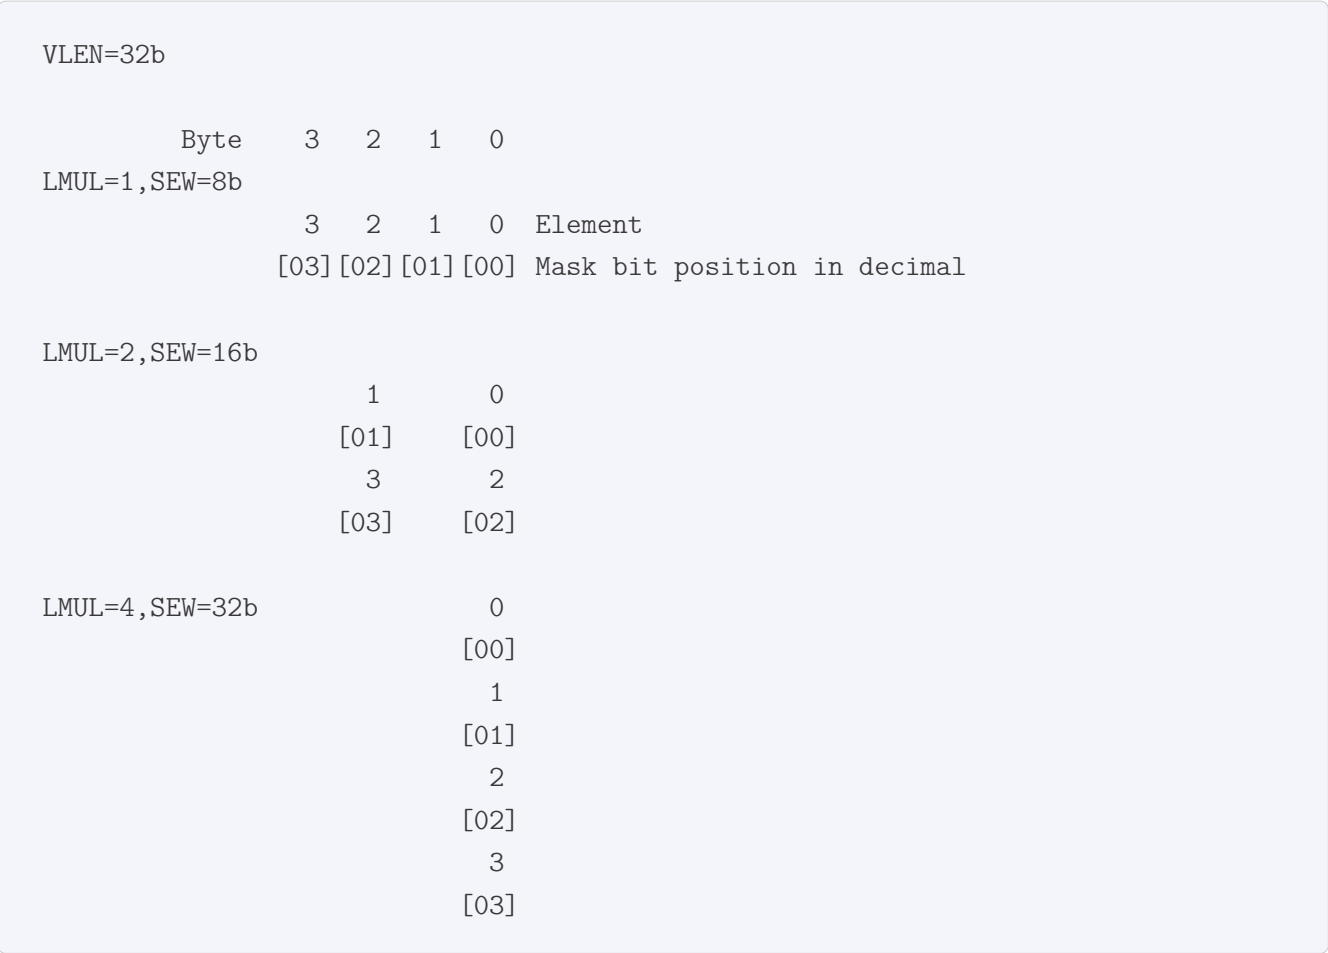 VLEN=32b
Byte 3 2 1 0
LMUL=1,SEW=8b
3 2 1 0 Element
[03][02][01][00] Mask bit position in decimal
LMUL=2,SEW=16b
1 0
[01] [00]
3 2
[03] [02]
LMUL=4,SEW=32b 0
[00]
1
[01]
2
[02]
3
[03]